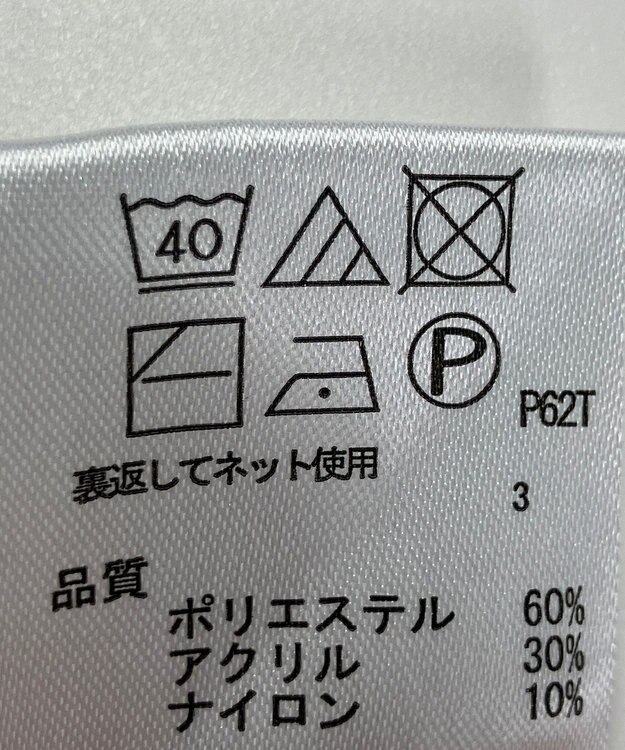 40
P
P62T
裏返してネット使用
3
品質
ポリエステル 60%
アクリル 30%
ナイロン 10%